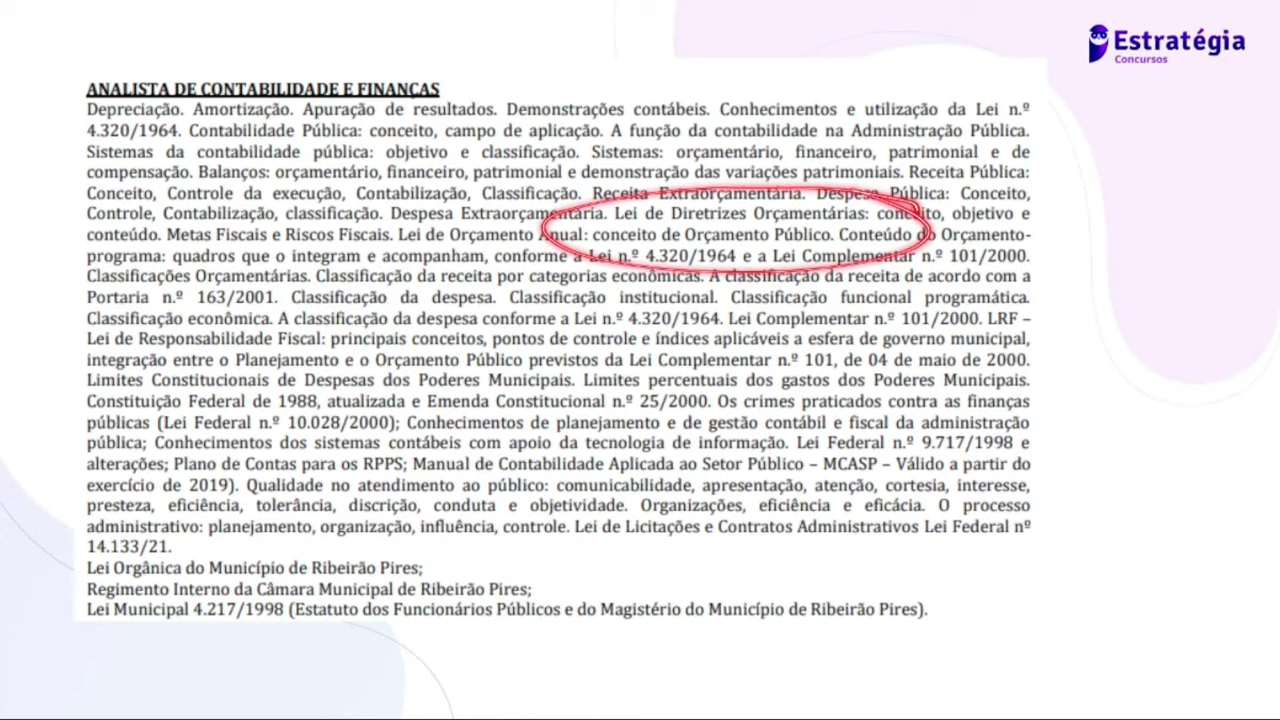 Estratégia
Concursos
ANALISTA DE CONTABILIDADE E FINANÇAS
Depreciação. Amortização. Apuração de resultados. Demonstrações contábeis. Conhecimentos e utilização da Lei n.º
4.320/1964. Contabilidade Pública: conceito, campo de aplicação. A função da contabilidade na Administração Pública.
Sistemas da contabilidade pública: objetivo e classificação. Sistemas: orçamentário, financeiro, patrimonial e de
compensação. Balanços: orçamentário, financeiro, patrimonial e demonstração das variações patrimoniais. Receita Pública:
Conceito, Controle da execução, Contabilização, Classificação. Receita Extraorçamentária. Despesa Pública: Conceito,
Controle, Contabilização, classificação. Despesa Extraorçamentária. Lei de Diretrizes Orçamentárias: conceito, objetivo e
conteúdo. Metas Fiscais e Riscos Fiscais. Lei de Orçamento Anual: conceito de Orçamento Público. Conteúdo do Orçamento-
programa: quadros que o integram e acompanham, conforme a Lei n.º 4.320/1964 e a Lei Complementar n.º 101/2000.
Classificações Orçamentárias. Classificação da receita por categorias econômicas. A classificação da receita de acordo com a
Portaria n.º 163/2001. Classificação da despesa. Classificação institucional. Classificação funcional programática.
Classificação econômica. A classificação da despesa conforme a Lei n.º 4.320/1964. Lei Complementar n.º 101/2000. LRF –
Lei de Responsabilidade Fiscal: principais conceitos, pontos de controle e índices aplicáveis a esfera de governo municipal,
integração entre o Planejamento e o Orçamento Público previstos da Lei Complementar n.º 101, de 04 de maio de 2000.
Limites Constitucionais de Despesas dos Poderes Municipais. Limites percentuais dos gastos dos Poderes Municipais.
Constituição Federal de 1988, atualizada e Emenda Constitucional n.º 25/2000. Os crimes praticados contra as finanças
públicas (Lei Federal n.º 10.028/2000); Conhecimentos de planejamento e de gestão contábil e fiscal da administração
pública; Conhecimentos dos sistemas contábeis com apoio da tecnologia de informação. Lei Federal n.º 9.717/1998 e
alterações; Plano de Contas para os RPPS; Manual de Contabilidade Aplicada ao Setor Público – MCASP – Válido a partir do
exercício de 2019). Qualidade no atendimento ao público: comunicabilidade, apresentação, atenção, cortesia, interesse,
presteza, eficiência, tolerância, discrição, conduta e objetividade. Organizações, eficiência e eficácia. O processo
administrativo: planejamento, organização, influência, controle. Lei de Licitações e Contratos Administrativos Lei Federal nº
14.133/21.
Lei Orgânica do Município de Ribeirão Pires;
Regimento Interno da Câmara Municipal de Ribeirão Pires;
Lei Municipal 4.217/1998 (Estatuto dos Funcionários Públicos e do Magistério do Município de Ribeirão Pires).